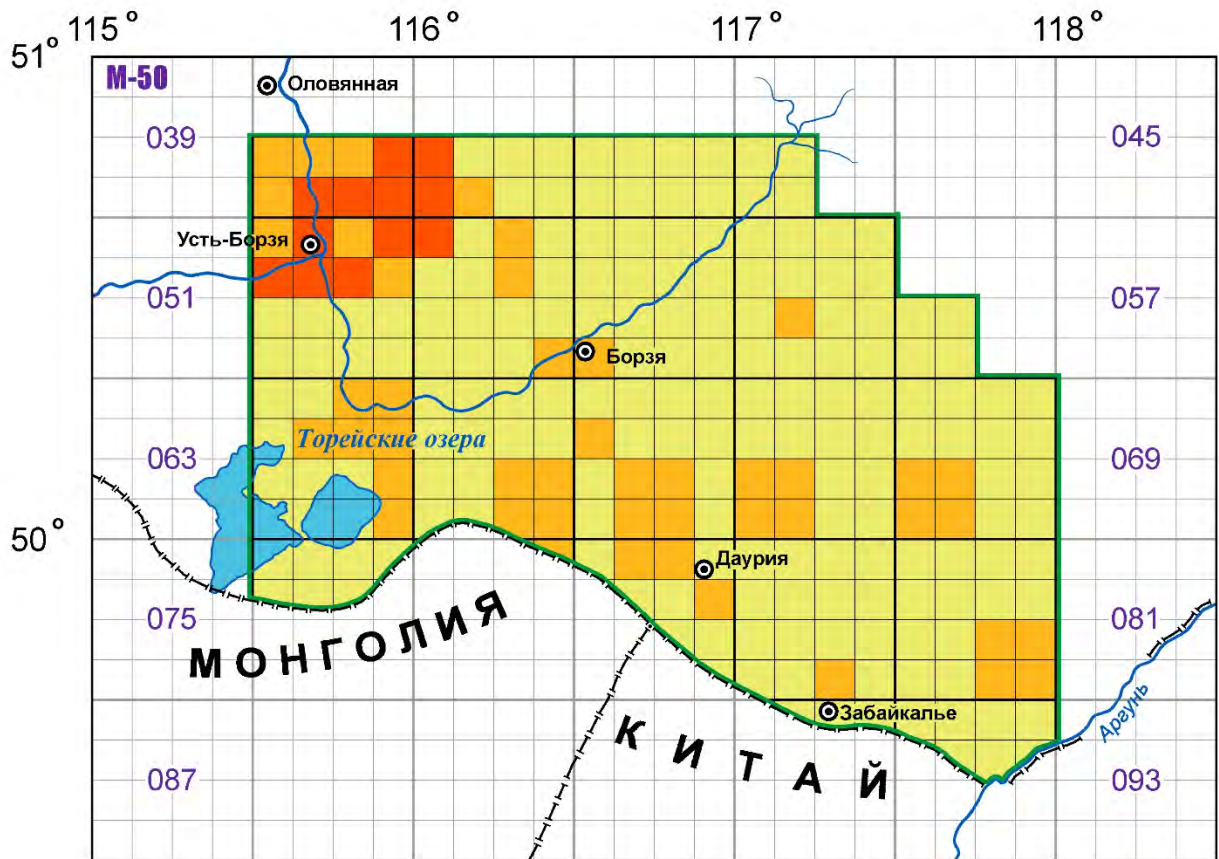 115° 116° 117° 118°
51°
М-50
Оловянная
039 045
Усть-Борзя
051 057
Борзя
Торейские озера
063 069
50°
Даурия
075 081
МОНГОЛИЯ
Забайкалье
Аргунь
КИТАЙ
087 093